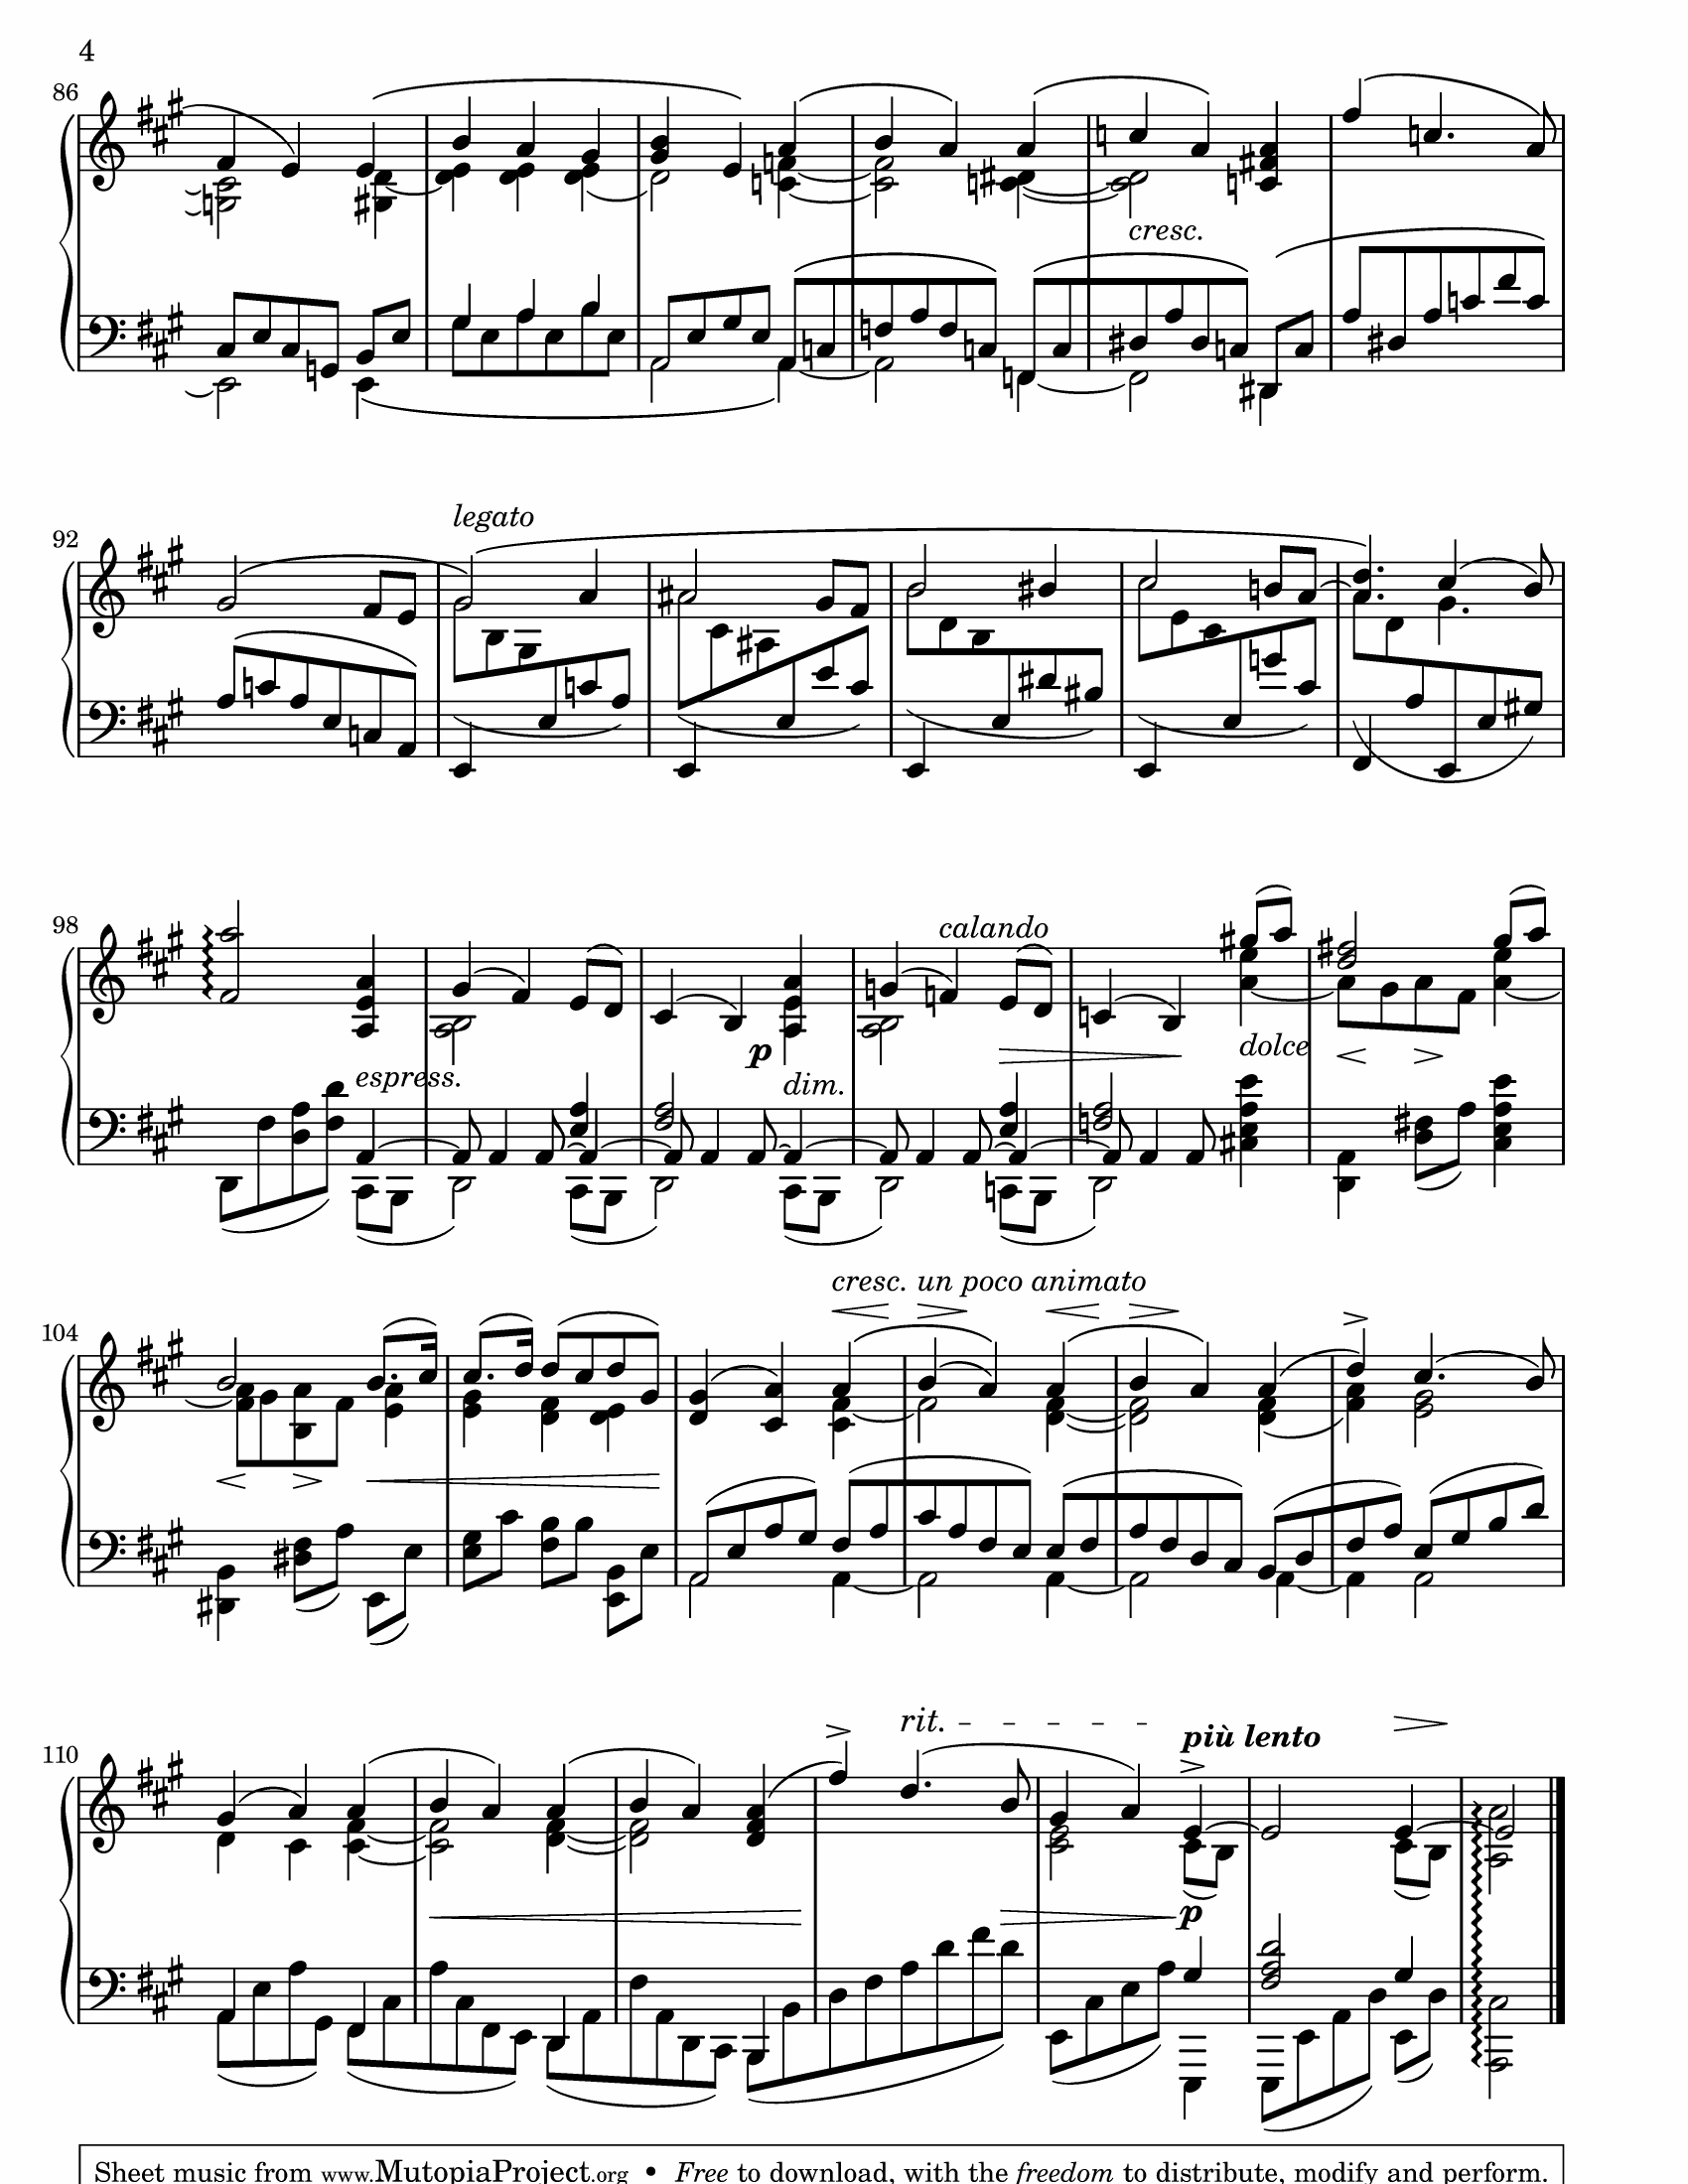 4
86
cresc.
92
legato
98
calando
p
dolce
espress.
dim.
104
cresc. un poco animato
110
rit.
più lento
p
Sheet music from www.MutopiaProject.org • Free to download, with the freedom to distribute, modify and perform.